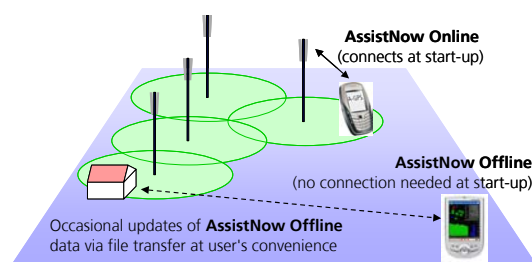 AssistNow Online
(connects at start-up)
A-GPS
AssistNow Offline
(no connection needed at start-up)
Occasional updates of AssistNow Offline
data via file transfer at user's convenience